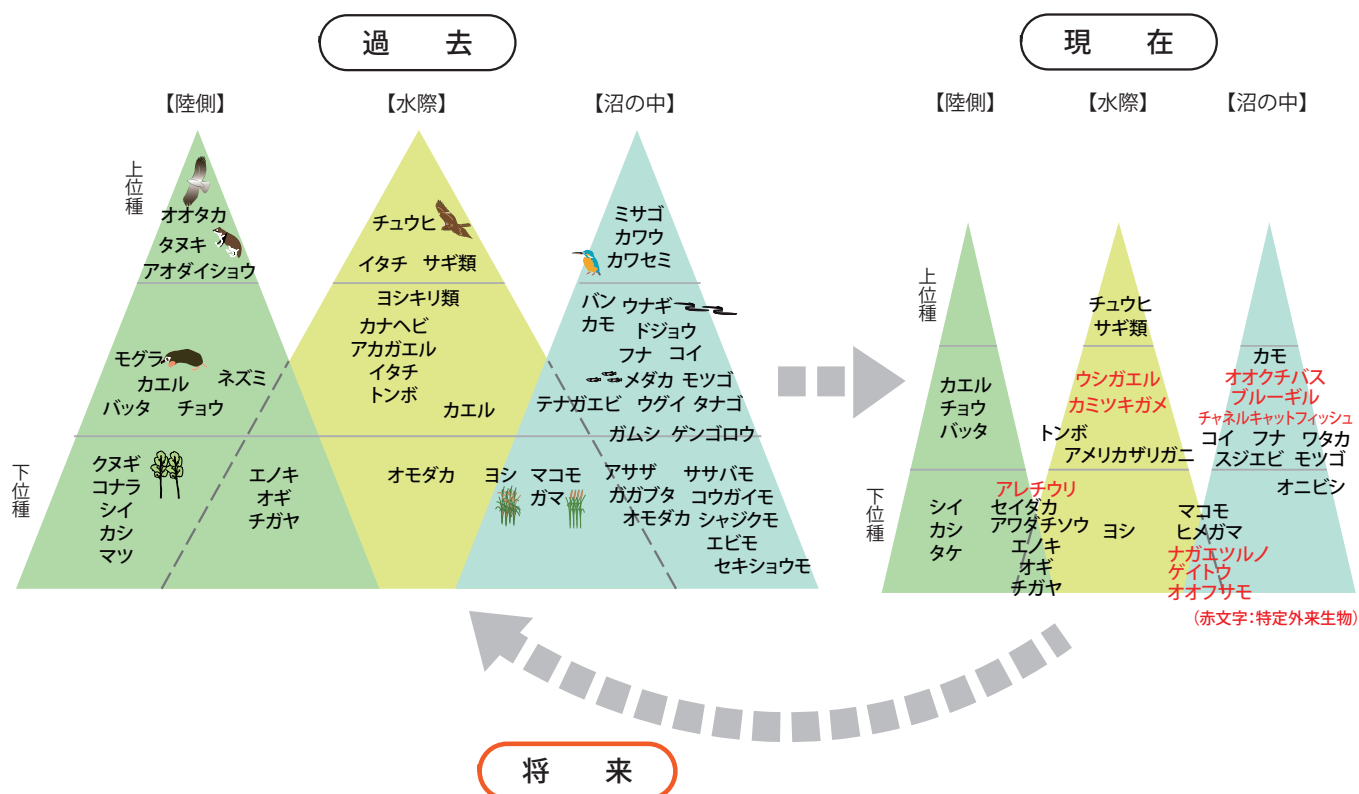 過　去
【陸側】
【水際】
【沼の中】
上位種
オオタカ
タヌキ
アオダイショウ
チュウヒ
イタチ　サギ類
ミサゴ
カワウ
カワセミ
モグラ
カエル
ネズミ
バッタ　チョウ
ヨシキリ類
カナヘビ
アカガエル
イタチ
トンボ
カエル
バン
カモ
ウナギ
ドジョウ
フナ　コイ
メダカ　モツゴ
テナガエビ　ウグイ　タナゴ
ガムシ　ゲンゴロウ
下位種
クヌギ
コナラ
シイ
カシ
マツ
エノキ
オギ
チガヤ
オモダカ
ヨシ
マコモ
ガマ
アサザ
ガガブタ
オモダカ
ササバモ
コウガイモ
シャジクモ
エビモ
セキショウモ
現　在
【陸側】
【水際】
【沼の中】
上位種
チュウヒ
サギ類
カエル
チョウ
バッタ
ウシガエル
カミツキガメ
トンボ
アメリカザリガニ
カモ
オオクチバス
ブルーギル
チャネルキャットフィッシュ
コイ　フナ　ワタカ
スジエビ　モツゴ
下位種
シイ
カシ
タケ
アレチウリ
セイダカ
アワダチソウ
エノキ
オギ
チガヤ
ヨシ
マコモ
ヒメガマ
ナガエツルノ
ゲイトウ
オオフサモ
オニビシ
（赤文字：特定外来生物）
将　来